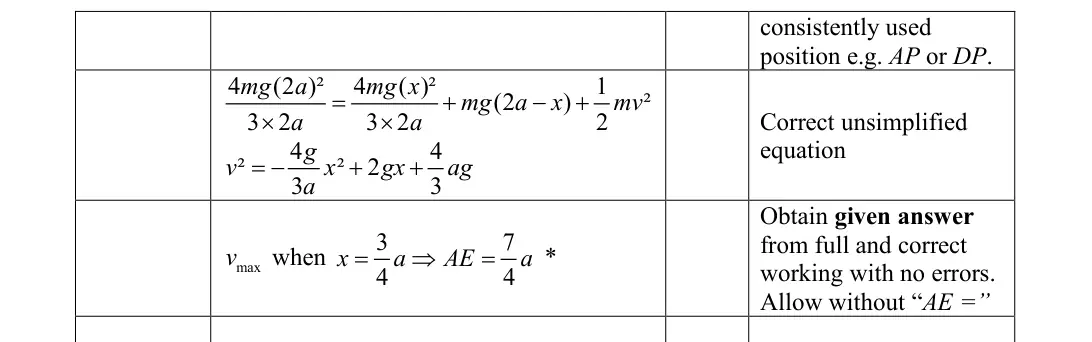 consistently used
position e.g. AP or DP.
4mg(2a)²/(3×2a) = 4mg(x)²/(3×2a) + mg(2a − x) + 1/2 mv²
v² = −4g/(3a) x² + 2gx + 4/3 ag
Correct unsimplified
equation
v_max when x = 3/4 a ⇒ AE = 7/4 a *
Obtain given answer
from full and correct
working with no errors.
Allow without “AE =”